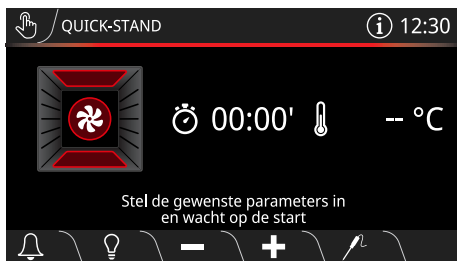 QUICK-STAND
i 12:30
00:00' -- °C
Stel de gewenste parameters in
en wacht op de start